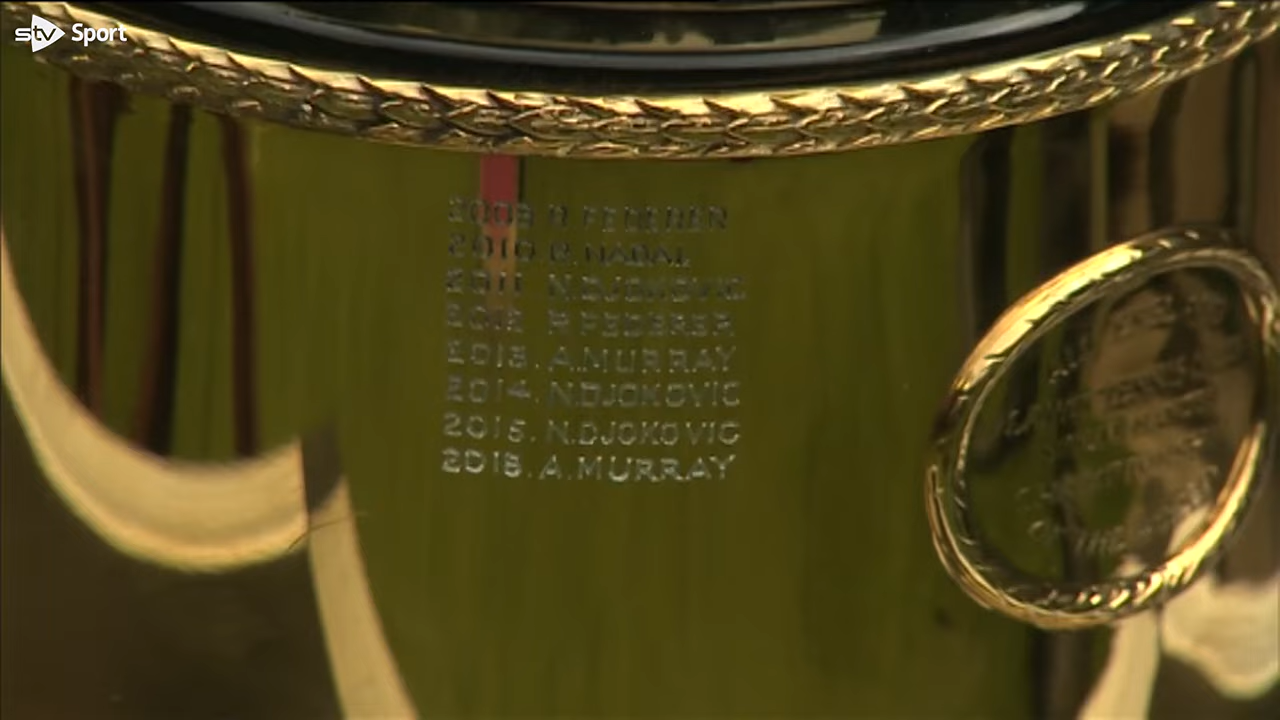 stv Sport
2009. R. FEDERER
2010. R. NADAL
2011. N. DJOKOVIC
2012. R. FEDERER
2013. A.MURRAY
2014. N.DJOKOVIC
2015. N.DJOKOVIC
2016. A.MURRAY